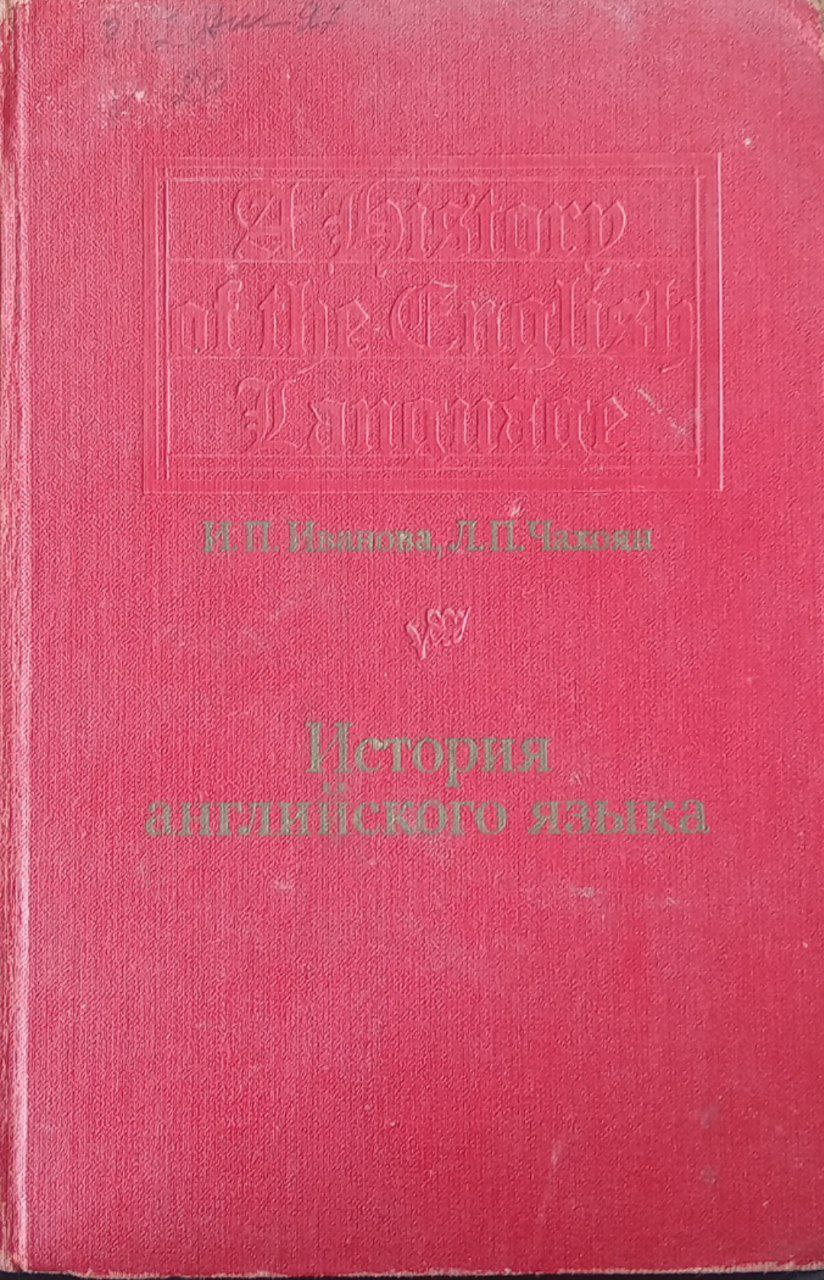 A History
of the English
Language
И. П. Иванова, Л. П. Чахоян
История
английского языка